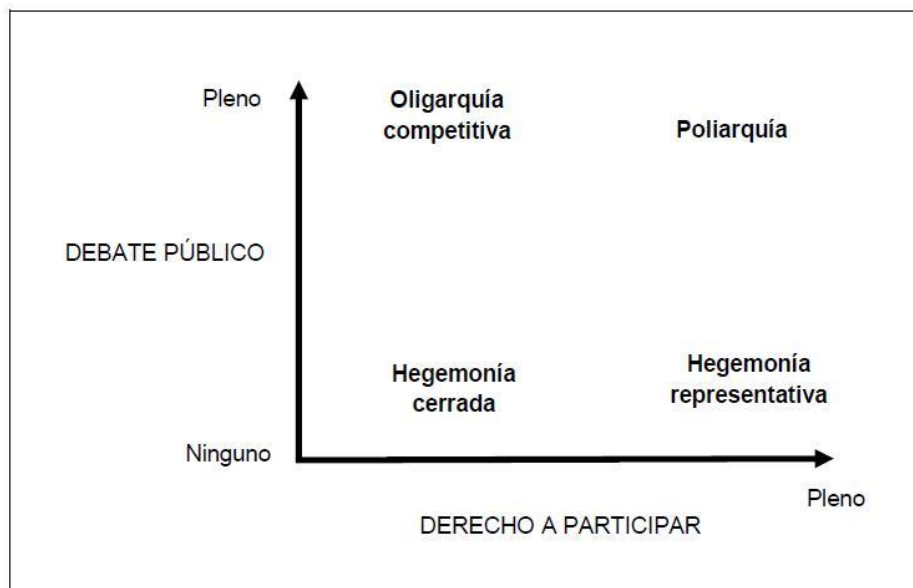 Pleno
Oligarquía
competitiva
Poliarquía
DEBATE PÚBLICO
Hegemonía
cerrada
Hegemonía
representativa
Ninguno
Pleno
DERECHO A PARTICIPAR